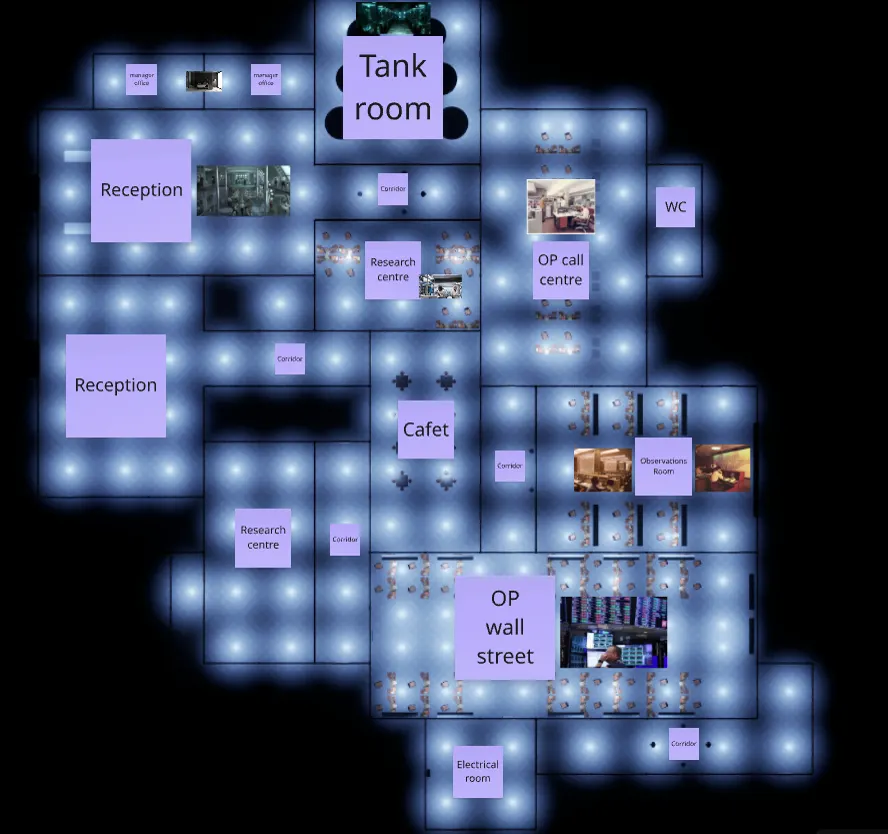 Tank
room
manager
office
manager
office
Reception
Corridor
WC
Research
centre
OP call
centre
Corridor
Reception
Cafet
Corridor
Observations
Room
Research
centre
Corridor
OP
wall
street
Corridor
Electrical
room